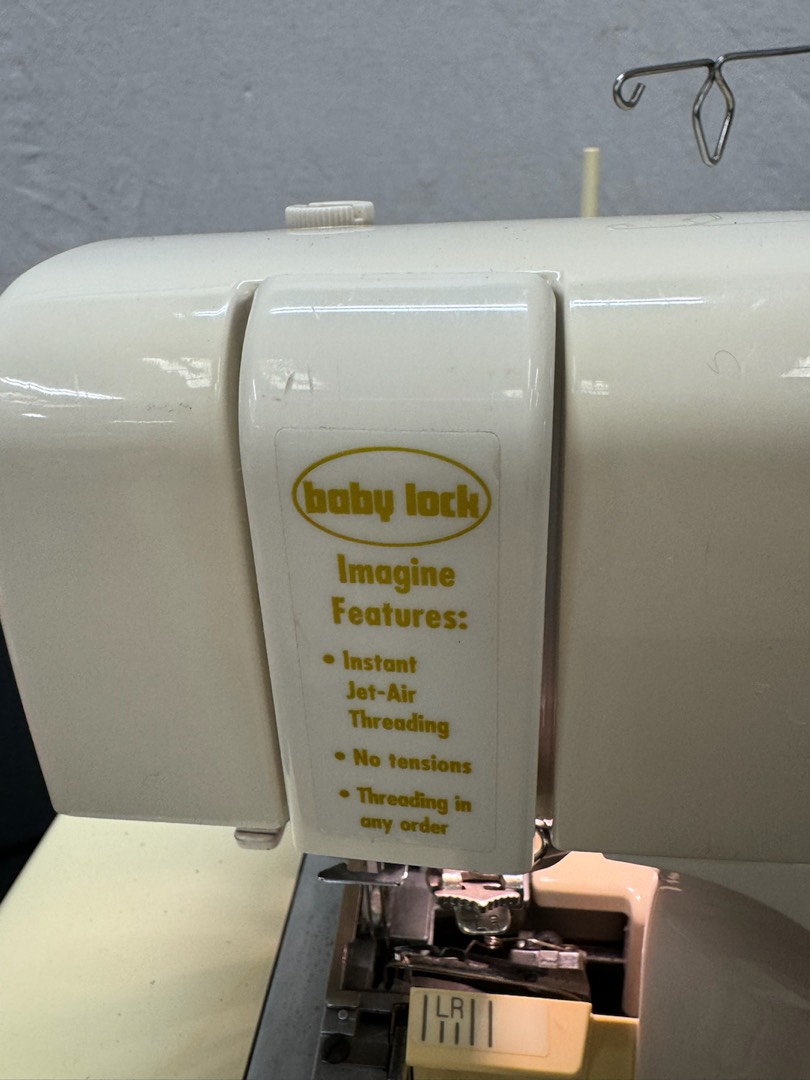 baby lock
Imagine
Features:
• Instant
Jet-Air
Threading
• No tensions
• Threading in
any order
LR